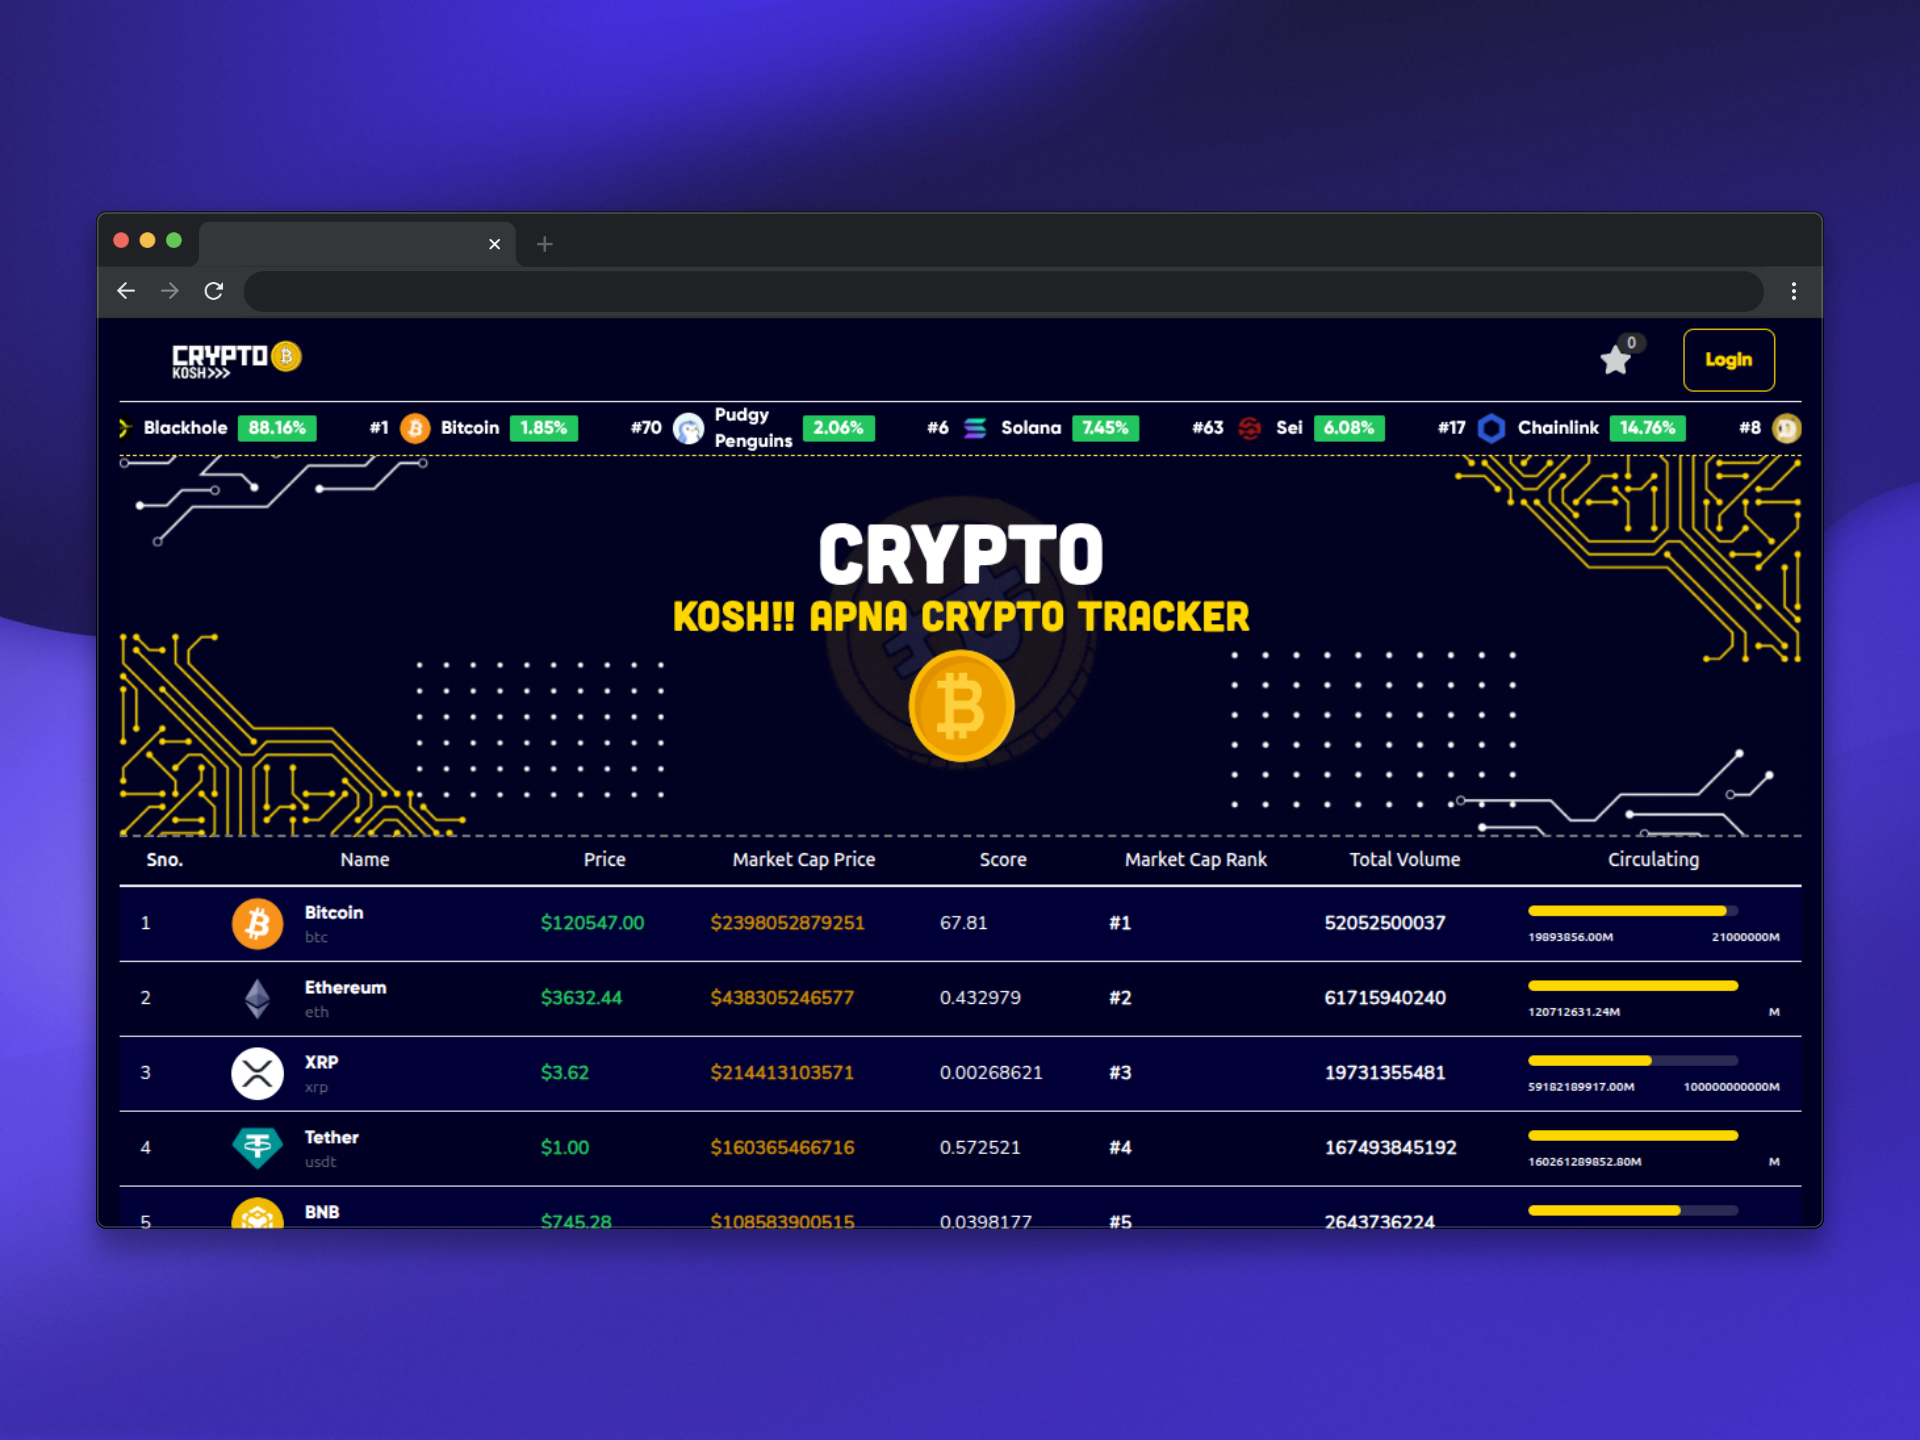 CRYPTO
KOSH>>>
0
Login
Blackhole 88.16% #1 Bitcoin 1.85% #70 Pudgy Penguins 2.06% #6 Solana 7.45% #63 Sei 6.08% #17 Chainlink 14.76% #8
CRYPTO
KOSH!! APNA CRYPTO TRACKER
Sno. Name Price Market Cap Price Score Market Cap Rank Total Volume Circulating
1 Bitcoin $120547.00 $2398052879251 67.81 #1 52052500037
btc 19893856.00M 21000000M
2 Ethereum $3632.44 $438305246577 0.432979 #2 61715940240
eth 120712631.24M M
3 XRP $3.62 $214413103571 0.00268621 #3 19731355481
xrp 59182189917.00M 100000000000M
4 Tether $1.00 $160365466716 0.572521 #4 167493845192
usdt 160261289852.80M M
5 BNB $745.28 $108583900515 0.0398177 #5 2643736224